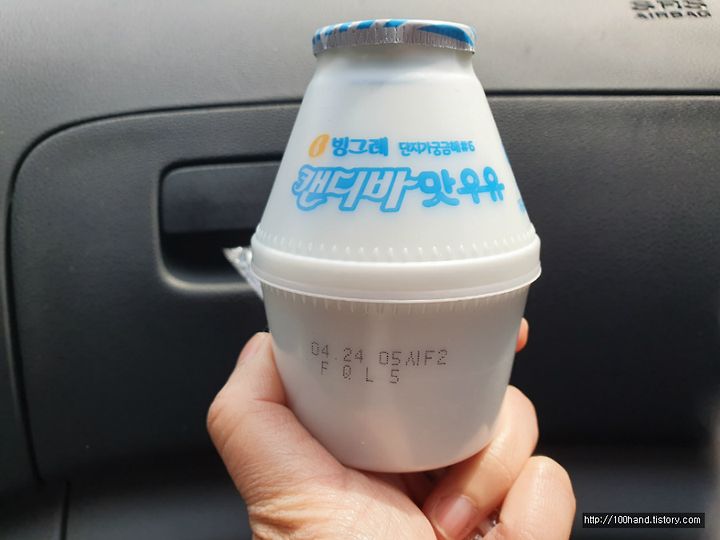 AIRBAG
빙그레 단지가궁금해#6
캔디바맛우유
04.24 05시F2
F Q L 5
http://100hand.tistory.com